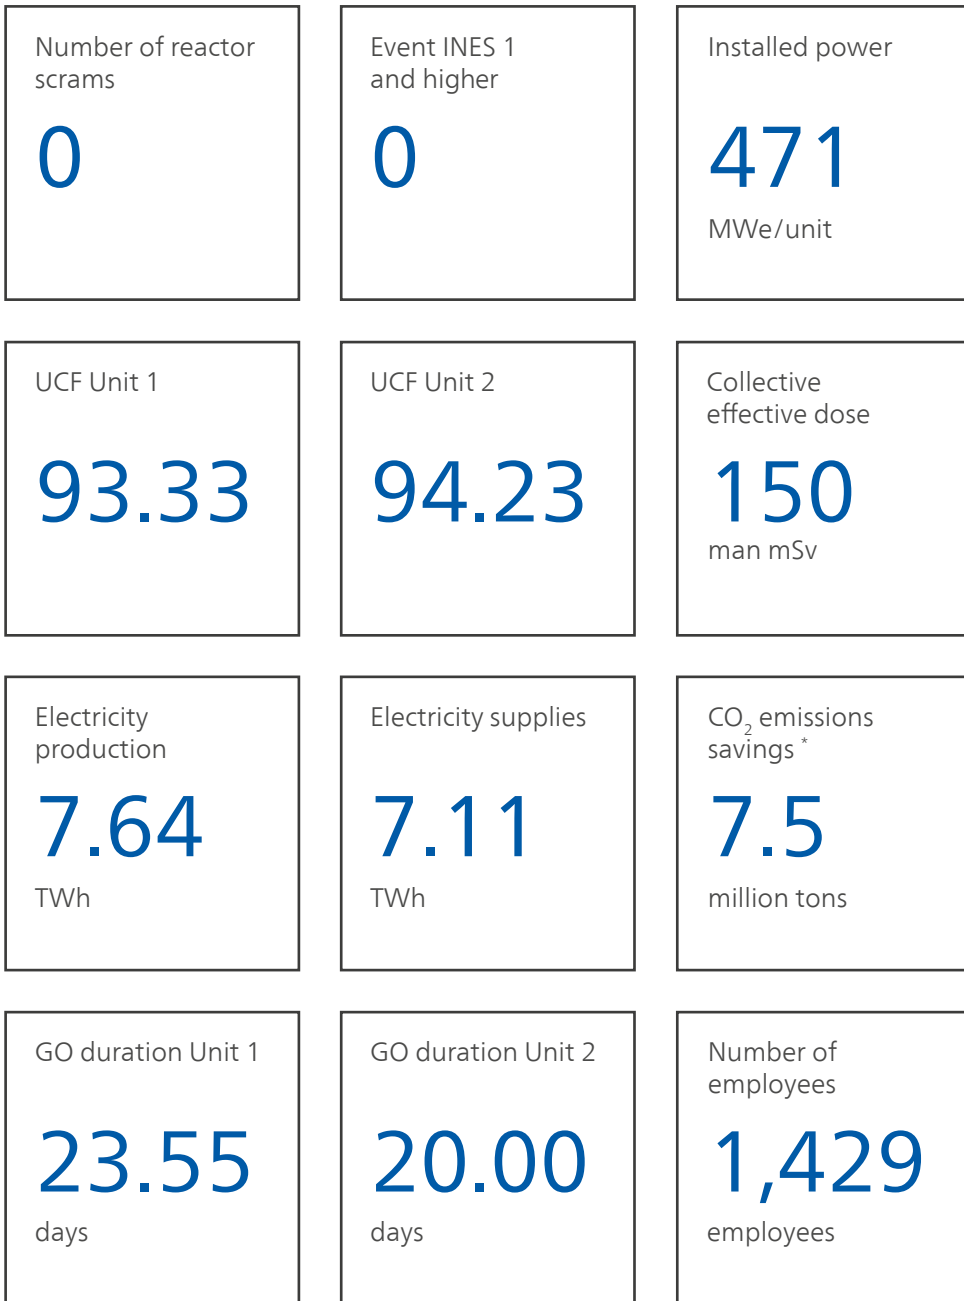 Number of reactor
scrams
0
Event INES 1
and higher
0
Installed power
471
MWe/unit
UCF Unit 1
93.33
UCF Unit 2
94.23
Collective
effective dose
150
man mSv
Electricity
production
7.64
TWh
Electricity supplies
7.11
TWh
CO₂ emissions
savings *
7.5
million tons
GO duration Unit 1
23.55
days
GO duration Unit 2
20.00
days
Number of
employees
1,429
employees